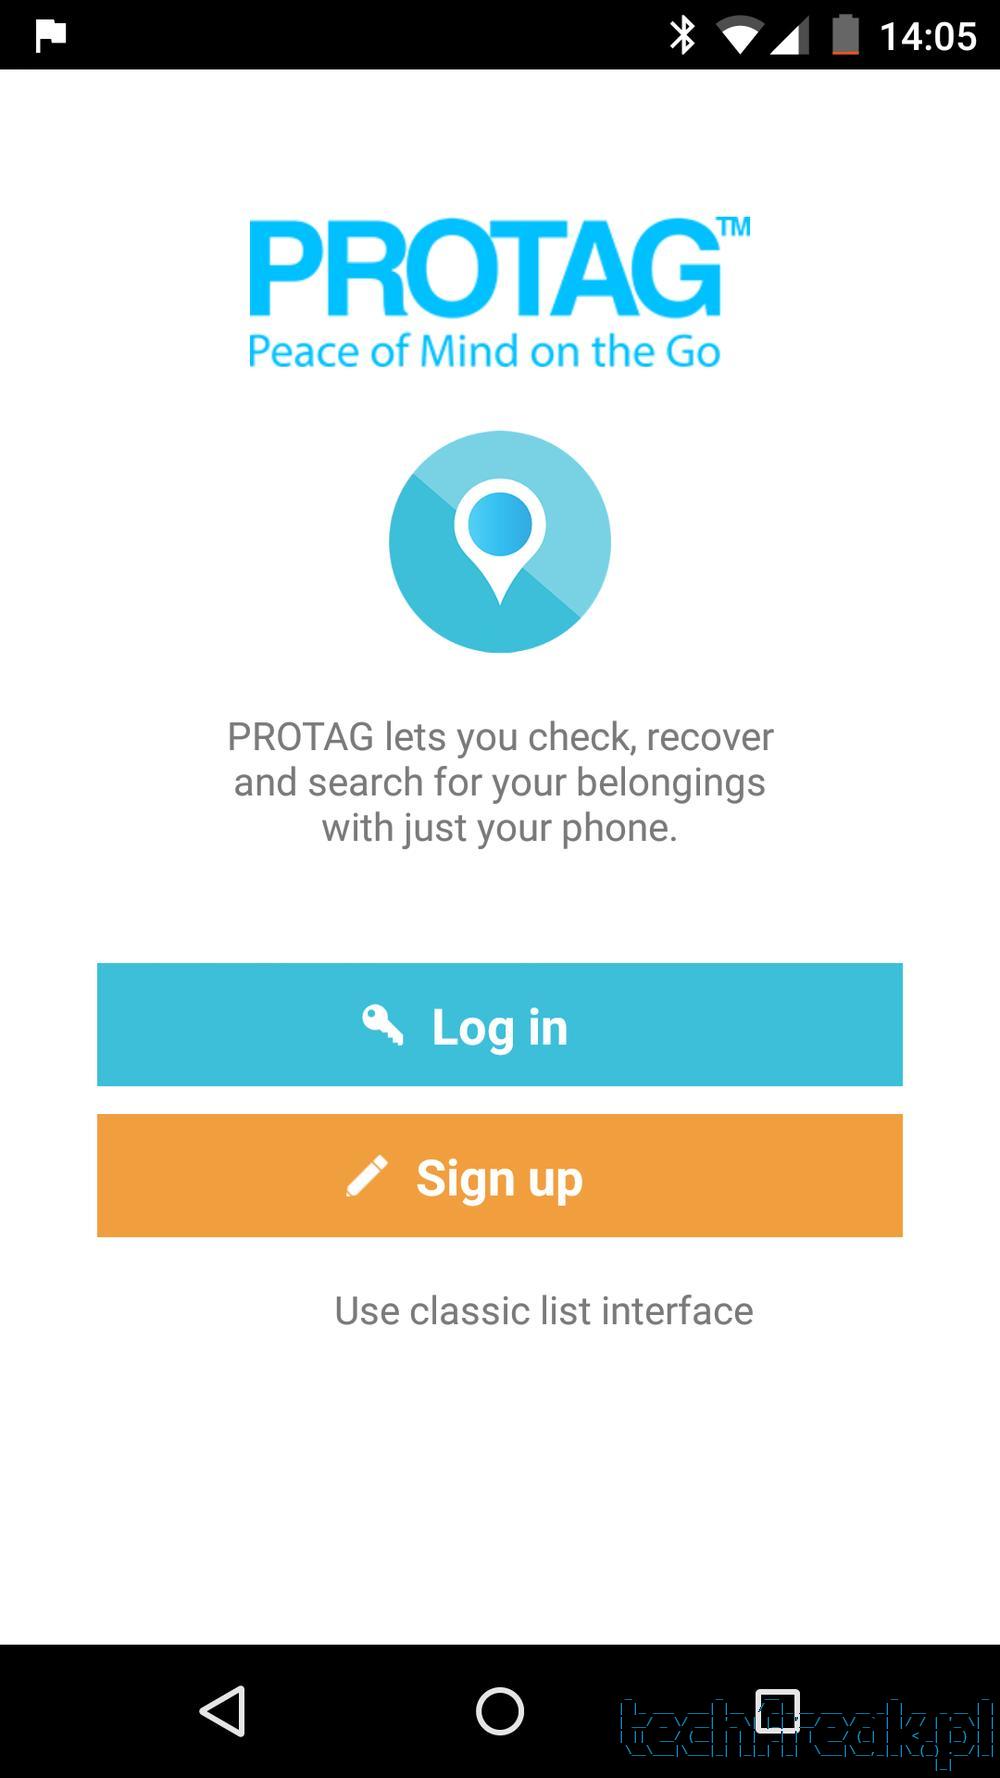 14:05
PROTAG™
Peace of Mind on the Go
PROTAG lets you check, recover
and search for your belongings
with just your phone.
Log in
Sign up
Use classic list interface
techfreak.pl